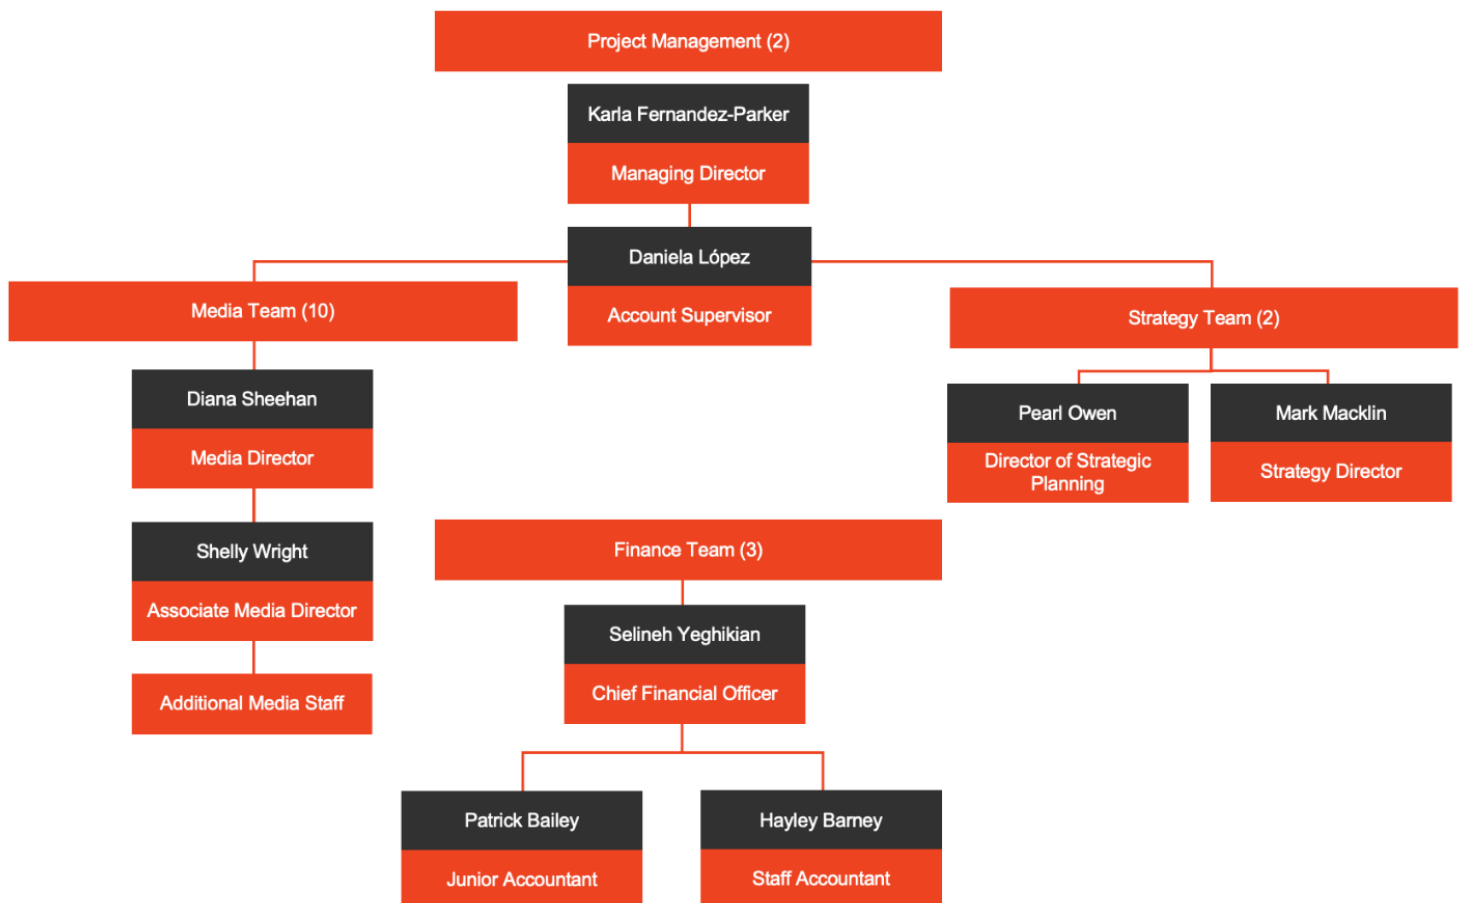 Project Management (2)
Karla Fernandez-Parker
Managing Director
Daniela López
Account Supervisor
Media Team (10)
Diana Sheehan
Media Director
Shelly Wright
Associate Media Director
Additional Media Staff
Strategy Team (2)
Pearl Owen
Director of Strategic
Planning
Mark Macklin
Strategy Director
Finance Team (3)
Selineh Yeghikian
Chief Financial Officer
Patrick Bailey
Junior Accountant
Hayley Barney
Staff Accountant